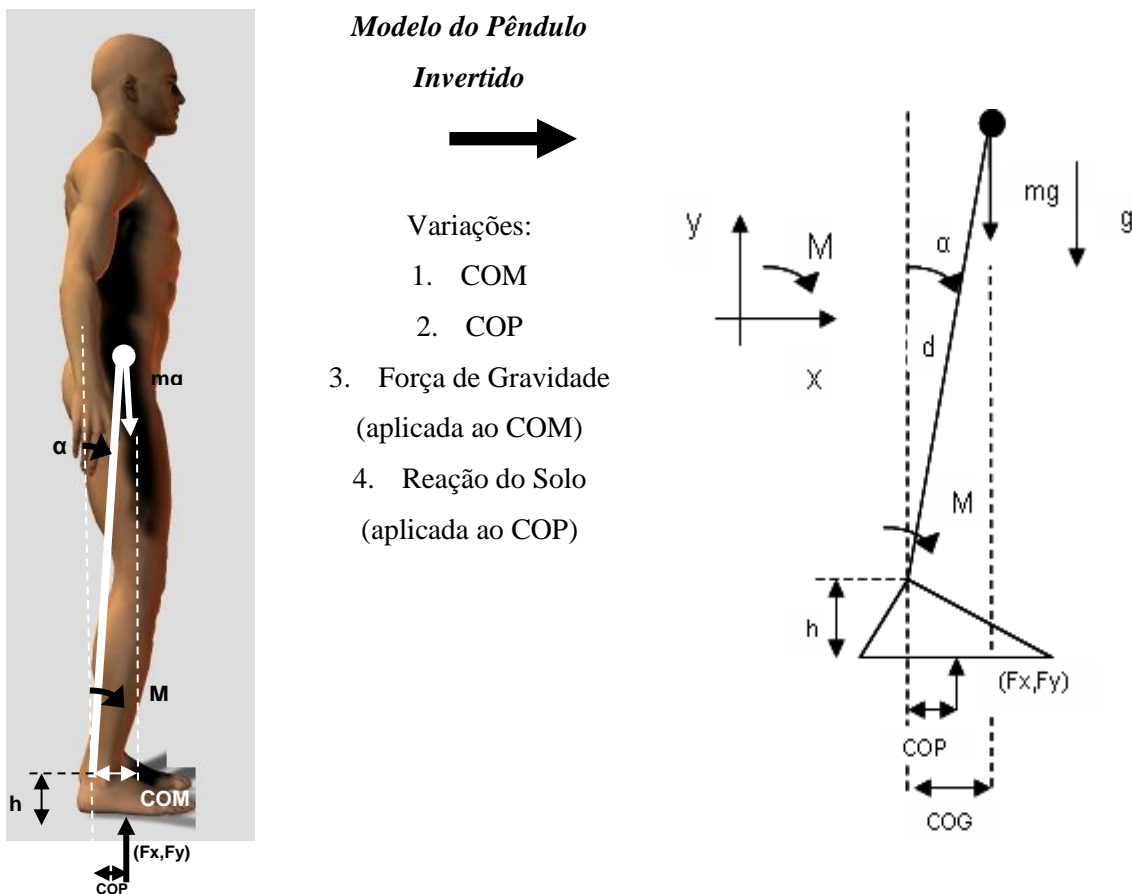 Modelo do Pêndulo
Invertido
Variações:
1. COM
2. COP
3. Força de Gravidade
(aplicada ao COM)
4. Reação do Solo
(aplicada ao COP)
mg
α
M
h
COM
(Fx,Fy)
COP
y
M
x
α
d
mg
g
M
h
(Fx,Fy)
COP
COG